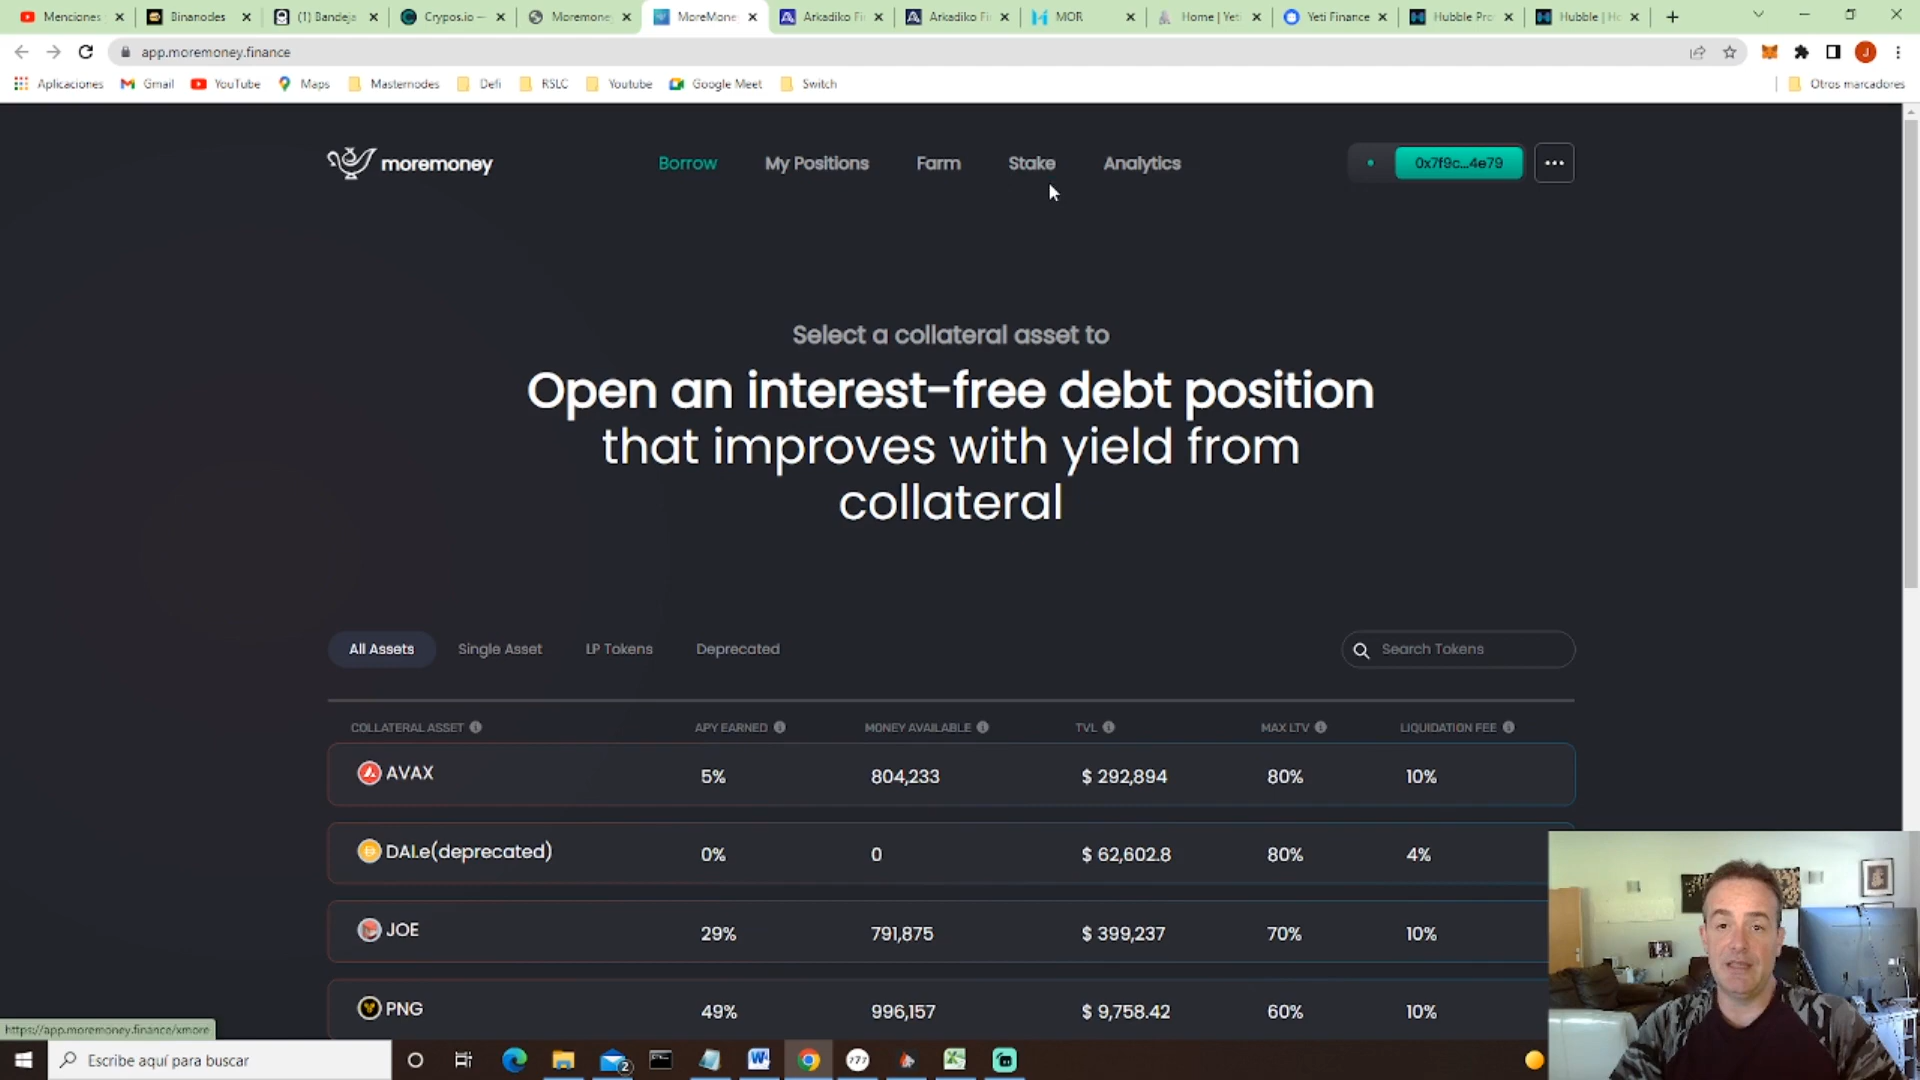 Menciones
Binanodes
(1) Bandeja
Crypos.io —
Moremone
MoreMone
Arkadiko Fi
Arkadiko Fi
MOR
Home | Yeti
Yeti Finance
Hubble Pro
Hubble | Ho
app.moremoney.finance
J
Aplicaciones
Gmail
YouTube
Maps
Masternodes
Defi
RSLC
Youtube
Google Meet
Switch
Otros marcadores
moremoney
Borrow
My Positions
Farm
Stake
Analytics
0x7f9c...4e79
Select a collateral asset to
Open an interest-free debt position
that improves with yield from
collateral
All Assets
Single Asset
LP Tokens
Deprecated
Search Tokens
COLLATERAL ASSET
APY EARNED
MONEY AVAILABLE
TVL
MAX LTV
LIQUIDATION FEE
AVAX
5%
804,233
$ 292,894
80%
10%
DAI.e(deprecated)
0%
0
$ 62,602.8
80%
4%
JOE
29%
791,875
$ 399,237
70%
10%
PNG
49%
996,157
$ 9,758.42
60%
10%
https://app.moremoney.finance/xmore
Escribe aquí para buscar
2
777